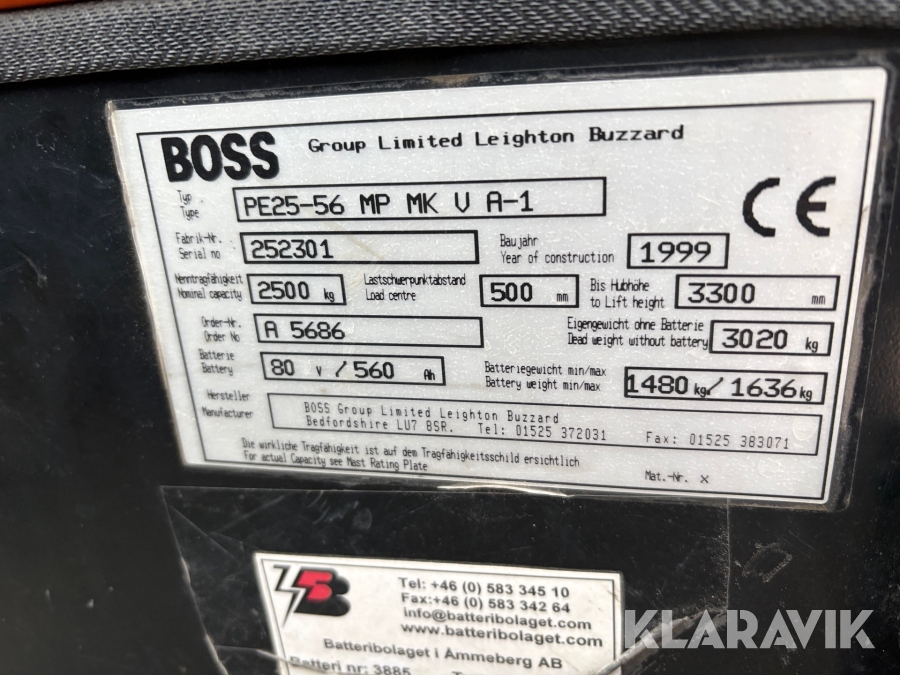 BOSS Group Limited Leighton Buzzard
Typ.
Type PE25-56 MP MK V A-1
CE
Fabrik-Nr.
Serial no 252301
Baujahr
Year of construction 1999
Nenntragfähigkeit
Nominal capacity 2500 kg
Lastschwerpunktabstand
Load centre 500 mm
Bis Hubhöhe
to Lift height 3300 mm
Order-Nr.
Order No A 5686
Eigengewicht ohne Batterie
Dead weight without battery 3020 kg
Batterie
Battery 80 V / 560 Ah
Batteriegewicht min/max
Battery weight min/max 1480 kg / 1636 kg
Hersteller
Manufacturer
BOSS Group Limited Leighton Buzzard
Bedfordshire LU7 8SR. Tel: 01525 372031 Fax: 01525 383071
Die wirkliche Tragfähigkeit ist auf dem Tragfähigkeitsschild ersichtlich
For actual Capacity see Mast Rating Plate
Mat.-Nr. X
Tel: +46 (0) 583 345 10
Fax:+46 (0) 583 342 64
info@batteribolaget.com
www.batteribolaget.com
Batteribolaget i Åmmeberg AB
Batteri nr: 3885
KLARAVIK